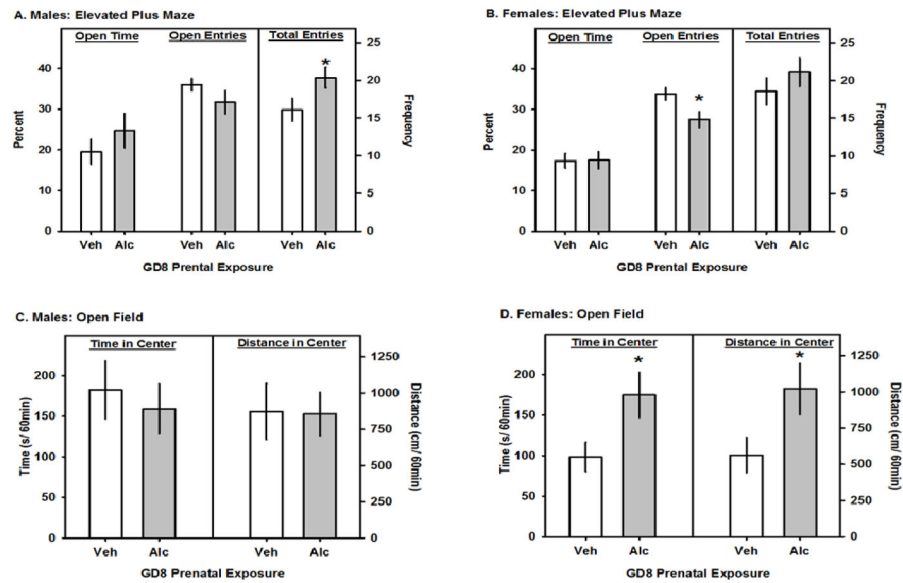 A. Males: Elevated Plus Maze
Open Time Open Entries Total Entries
*
40
30
20
10
0
Percent
25
20
15
10
5
0
Frequency
Veh Alc Veh Alc Veh Alc
GD8 Prental Exposure
B. Females: Elevated Plus Maze
Open Time Open Entries Total Entries
*
40
30
20
10
0
Percent
25
20
15
10
5
0
Frequency
Veh Alc Veh Alc Veh Alc
GD8 Prental Exposure
C. Males: Open Field
Time in Center Distance in Center
200
150
100
50
0
Time (s/ 60min)
1250
1000
750
500
250
0
Distance (cm/ 60min)
Veh Alc Veh Alc
GD8 Prenatal Exposure
D. Females: Open Field
Time in Center Distance in Center
* *
200
150
100
50
0
Time (s/ 60min)
1250
1000
750
500
250
0
Distance (cm/ 60min)
Veh Alc Veh Alc
GD8 Prenatal Exposure